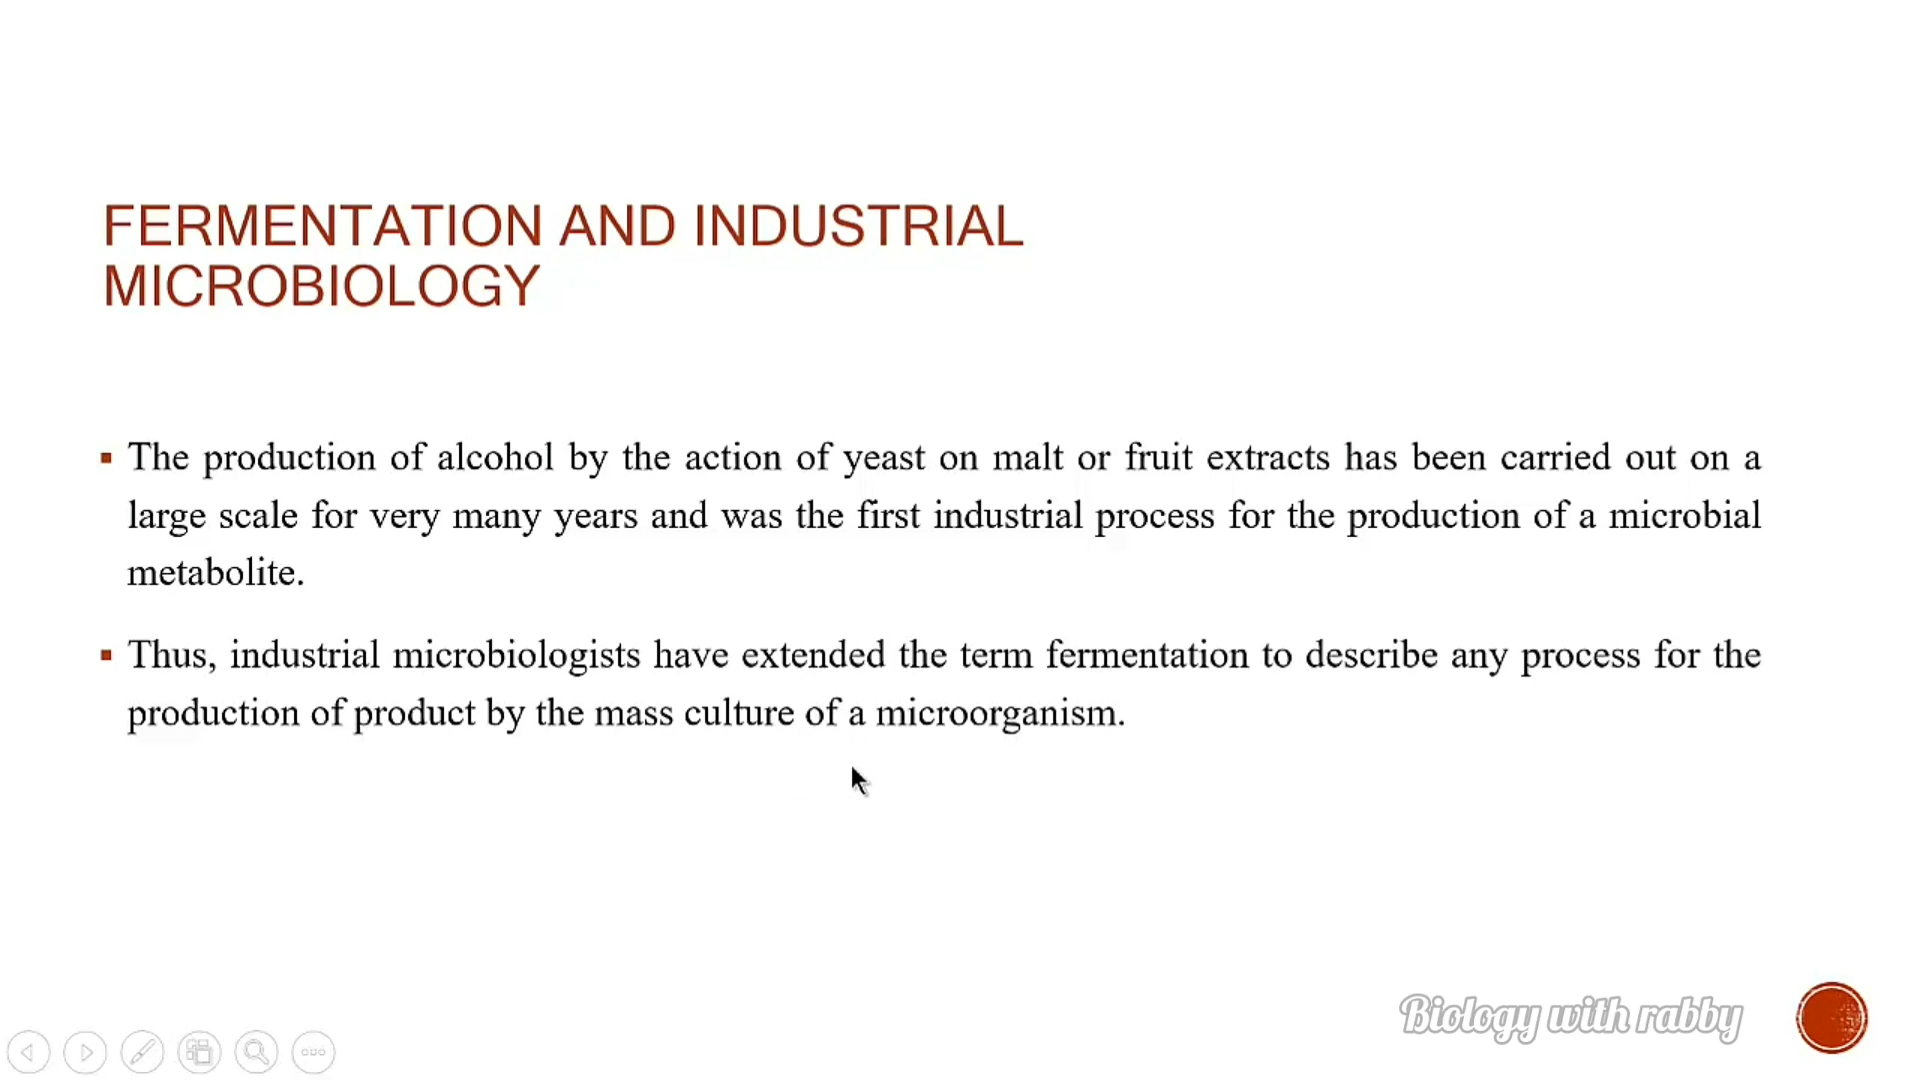 FERMENTATION AND INDUSTRIAL
MICROBIOLOGY
The production of alcohol by the action of yeast on malt or fruit extracts has been carried out on a
large scale for very many years and was the first industrial process for the production of a microbial
metabolite.
Thus, industrial microbiologists have extended the term fermentation to describe any process for the
production of product by the mass culture of a microorganism.
Biology with rabby